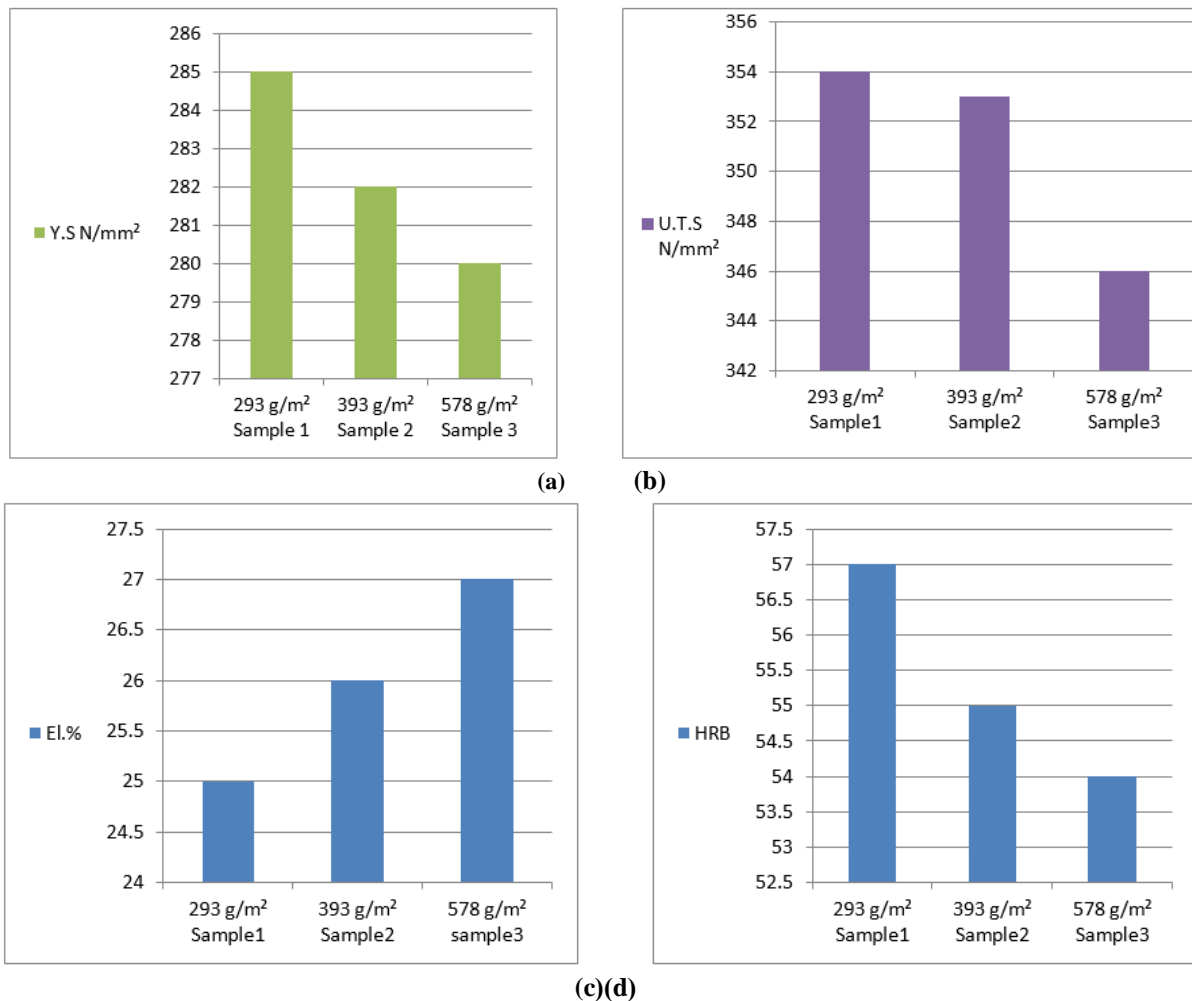 286
285
284
283
282
281
280
279
278
277
Y.S N/mm²
293 g/m² 393 g/m² 578 g/m²
Sample 1 Sample 2 Sample 3
356
354
352
350
348
346
344
342
U.T.S
N/mm²
293 g/m² 393 g/m² 578 g/m²
Sample1 Sample2 Sample3
(a) (b)
27.5
27
26.5
26
25.5
25
24.5
24
El.%
293 g/m² 393 g/m² 578 g/m²
Sample1 Sample2 sample3
57.5
57
56.5
56
55.5
55
54.5
54
53.5
53
52.5
HRB
293 g/m² 393 g/m² 578 g/m²
Sample1 Sample2 Sample3
(c)(d)